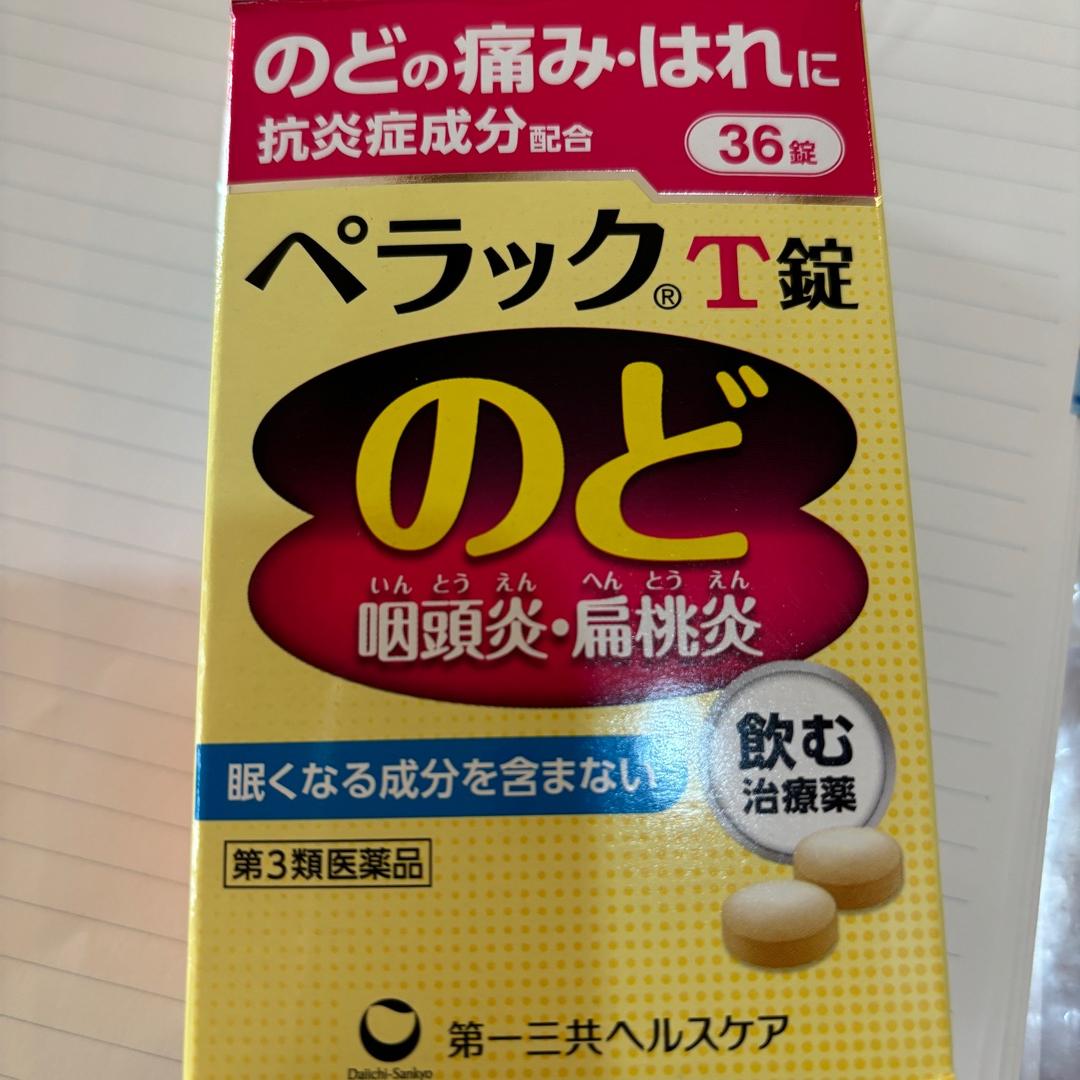 のどの痛み・はれに
抗炎症成分配合
36錠
ペラック® T錠
のど
いんとうえん へんとうえん
咽頭炎・扁桃炎
飲む
治療薬
眠くなる成分を含まない
第3類医薬品
第一三共ヘルスケア
Daiichi-Sankyo